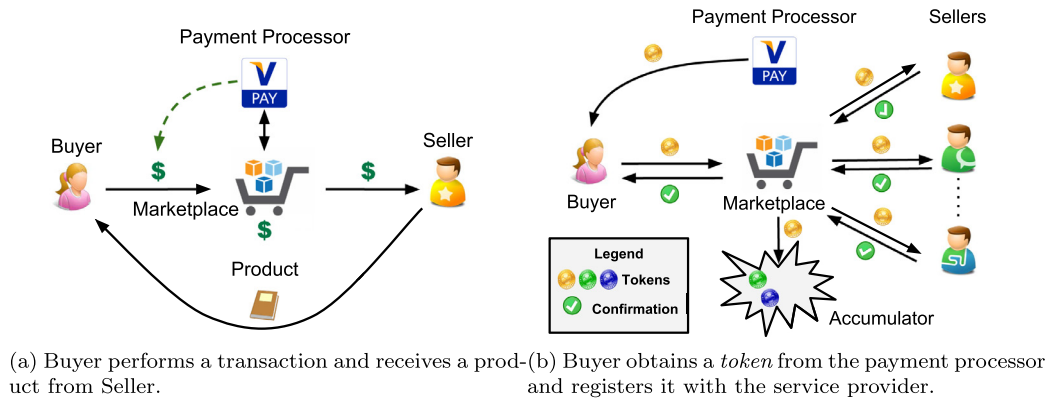 Payment Processor
V
PAY
Buyer
Seller
$
$
Marketplace
$
Product
(a) Buyer performs a transaction and receives a prod-
uct from Seller.
Payment Processor
Sellers
V
PAY
Buyer
Marketplace
Legend
Tokens
Confirmation
Accumulator
(b) Buyer obtains a token from the payment processor
and registers it with the service provider.